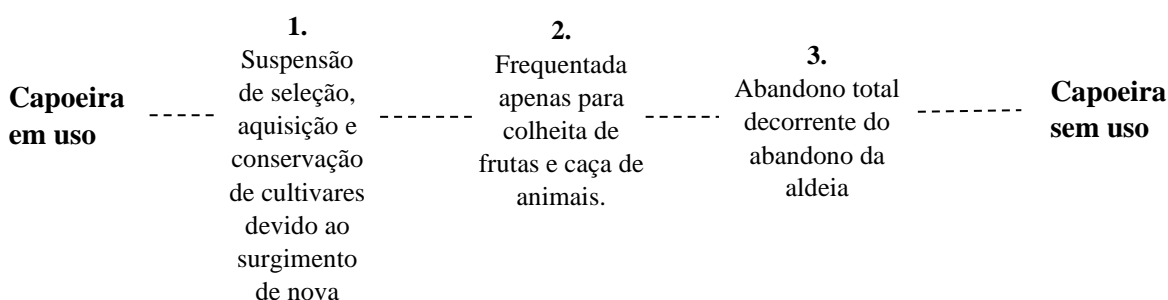 Capoeira
em uso
1.
Suspensão
de seleção,
aquisição e
conservação
de cultivares
devido ao
surgimento
de nova
2.
Frequentada
apenas para
colheita de
frutas e caça de
animais.
3.
Abandono total
decorrente do
abandono da
aldeia
Capoeira
sem uso